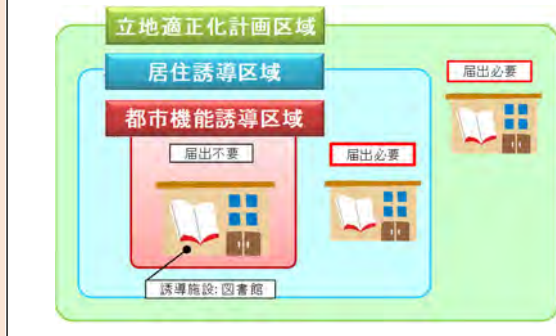 立地適正化計画区域
居住誘導区域
届出必要
都市機能誘導区域
届出不要
届出必要
誘導施設:図書館